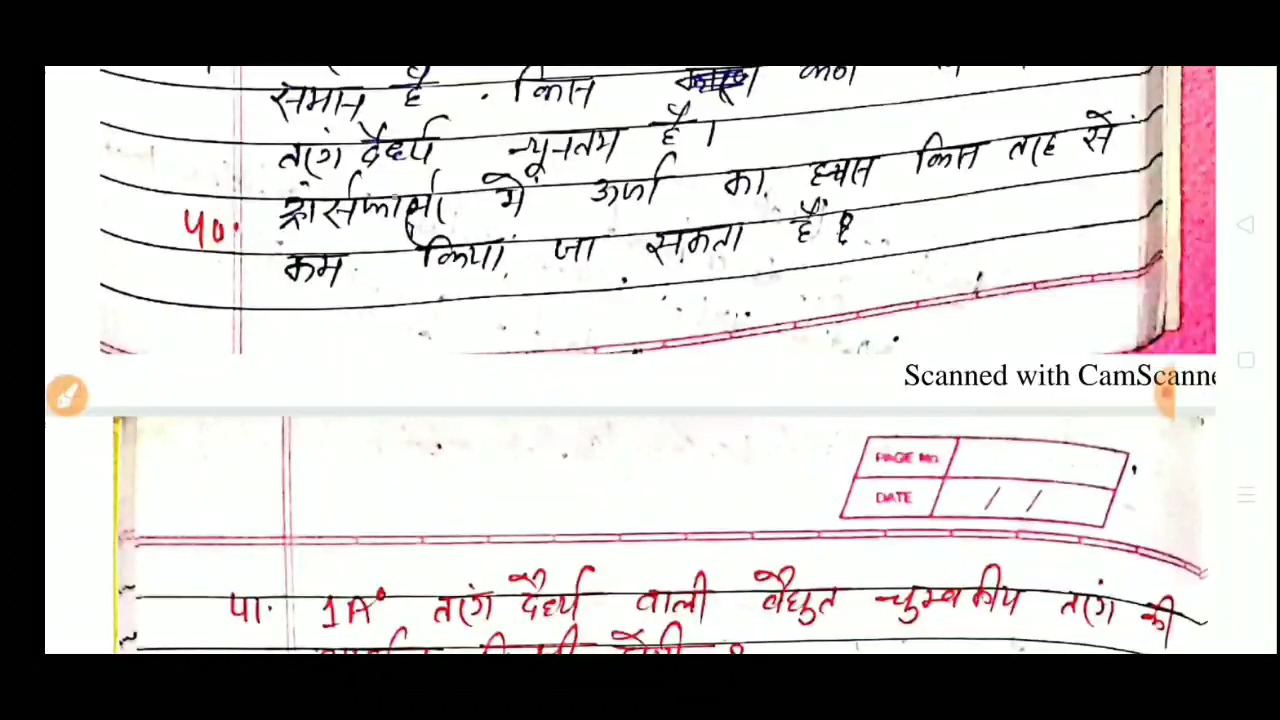 समान है . किस कण
तरंग दैर्ध्य न्यूनतम है ।
40. ट्रांसफार्मर में ऊर्जा का ह्यास किस तरह से
कम किया जा सकता है ?
Scanned with CamScanne
PAGE No.
DATE / /
41. 1A° तरंग दैर्ध्य वाली वैद्युत चुम्बकीय तरंग की